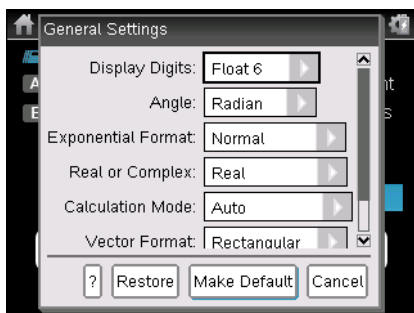 General Settings
Display Digits: Float 6
Angle: Radian
Exponential Format: Normal
Real or Complex: Real
Calculation Mode: Auto
Vector Format: Rectangular
? Restore Make Default Cancel